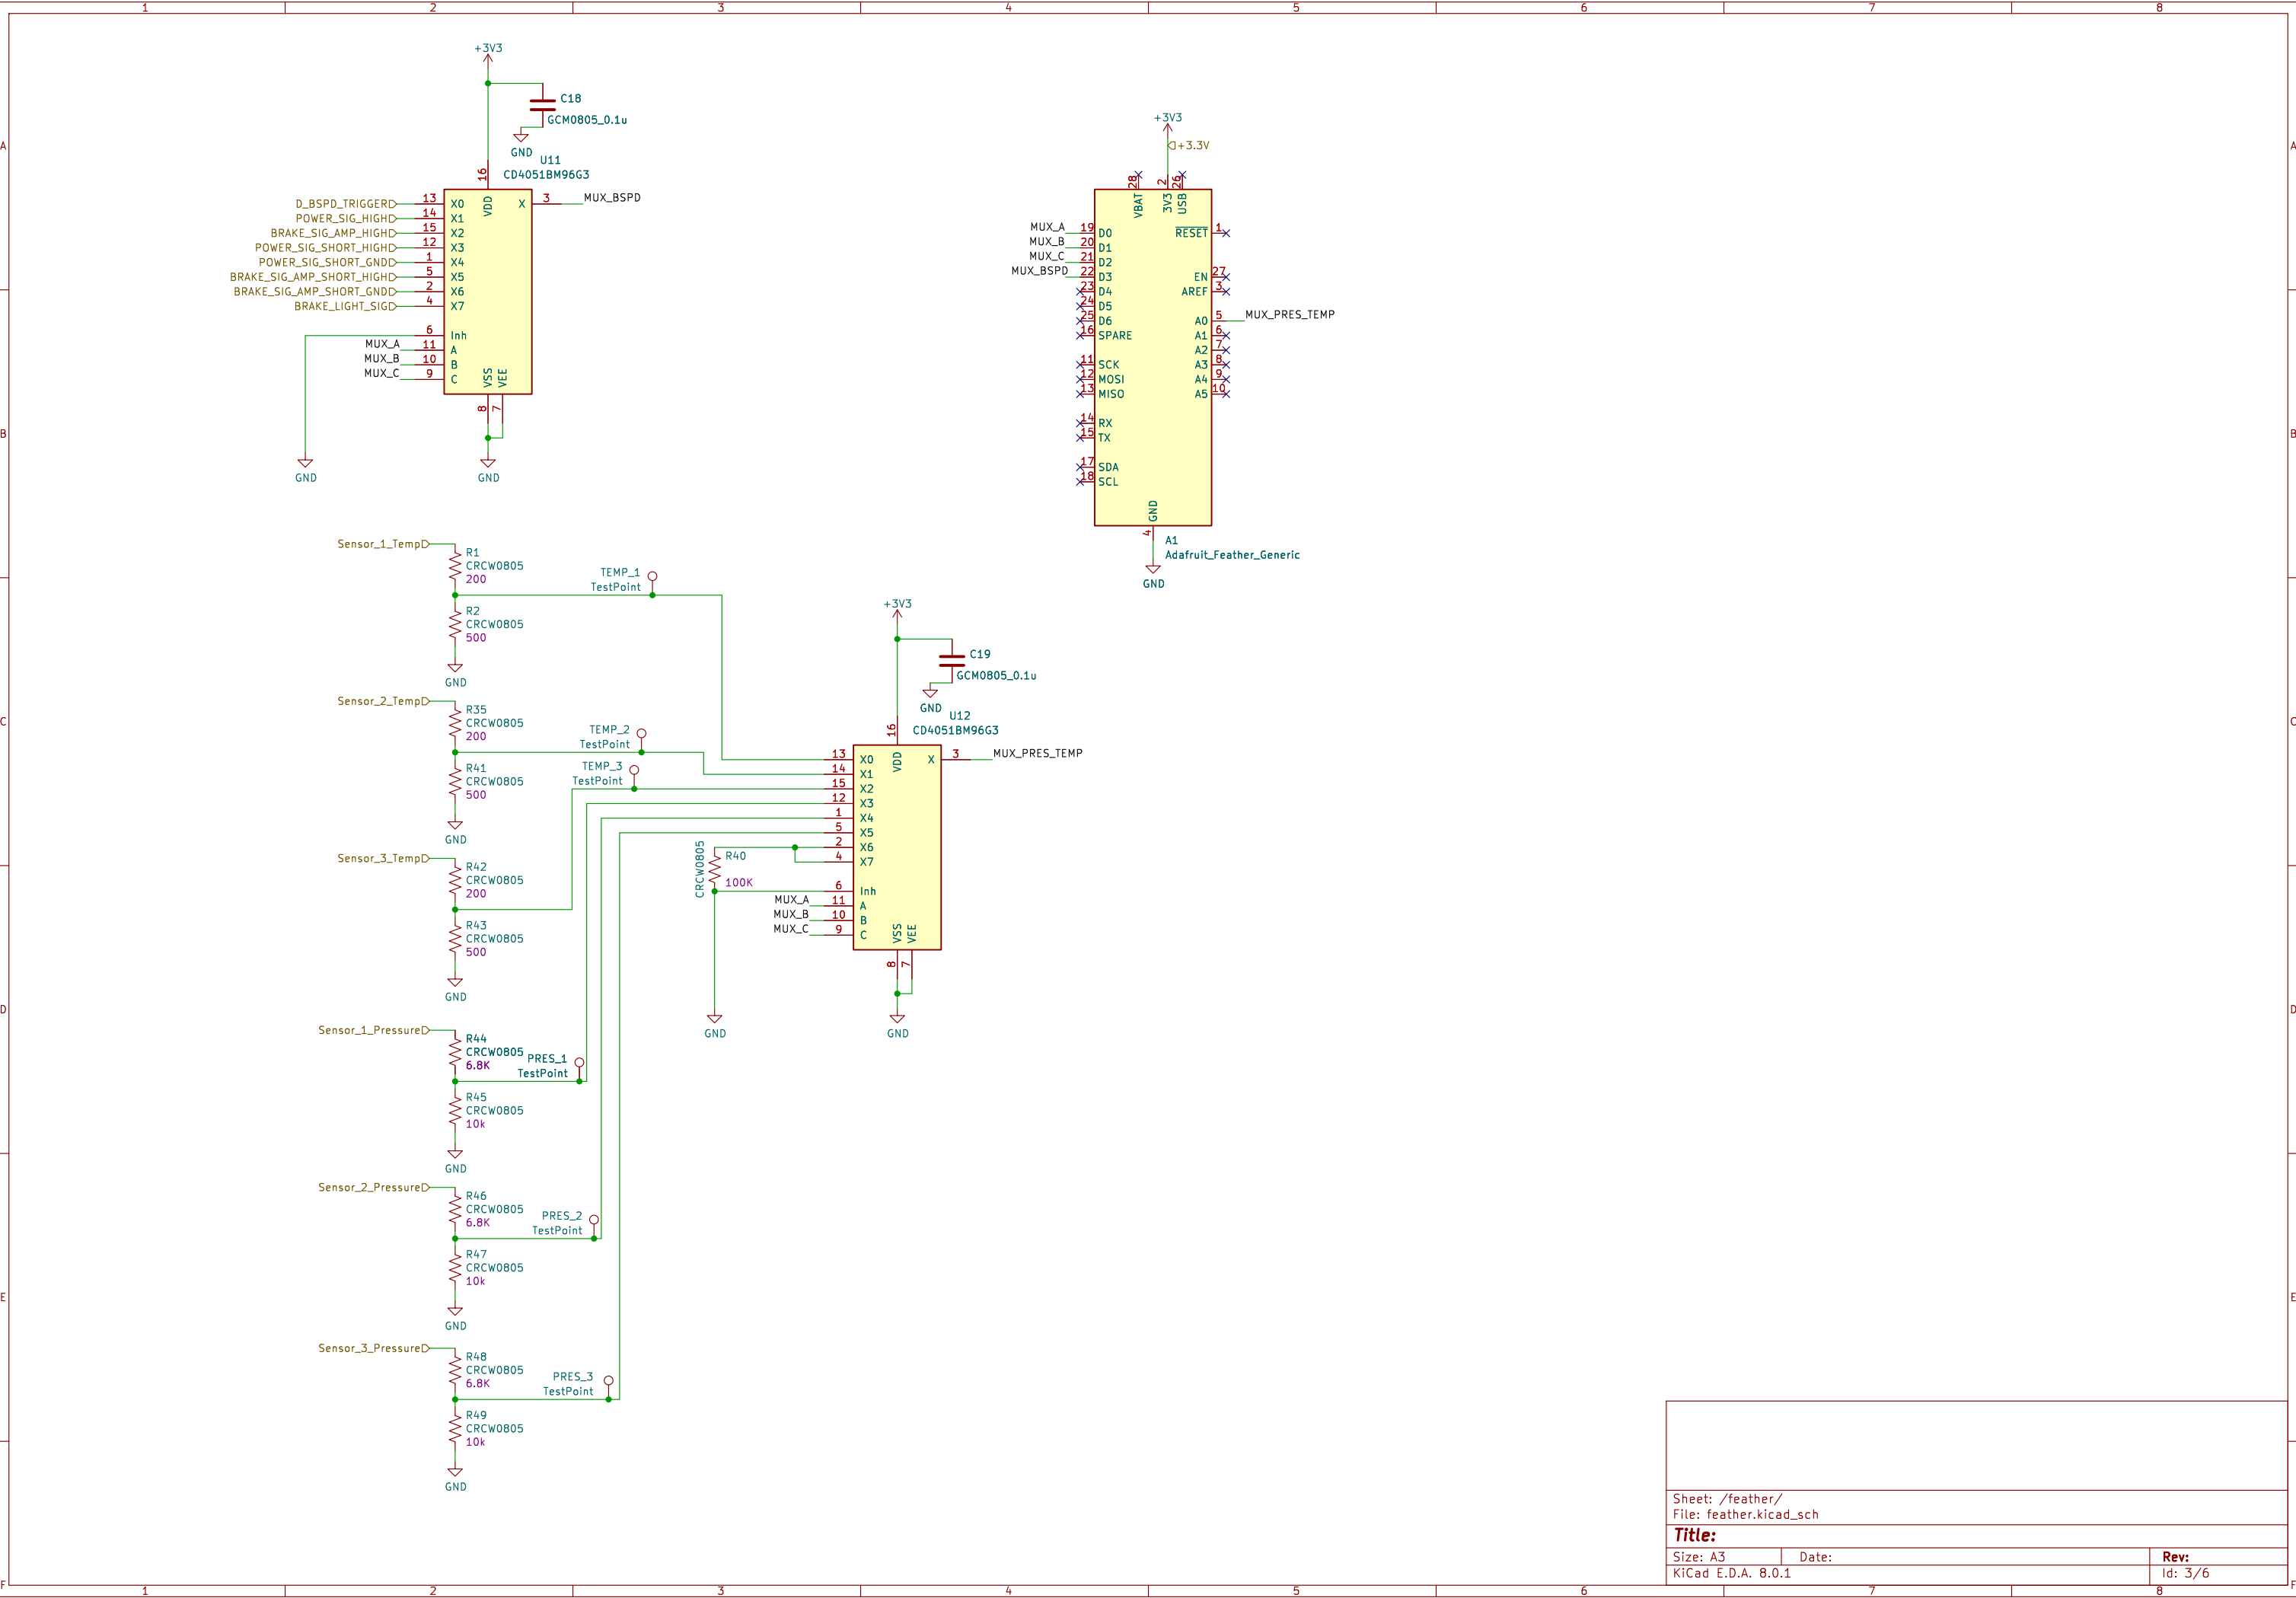 1 2 3 4 5 6 7 8
A B C D E F
A B C D E F
+3V3
C18
GCM0805_0.1u
GND
U11
CD4051BM96G3
16
VDD
D_BSPD_TRIGGER 13 X0
POWER_SIG_HIGH 14 X1
BRAKE_SIG_AMP_HIGH 15 X2
POWER_SIG_SHORT_HIGH 12 X3
POWER_SIG_SHORT_GND 1 X4
BRAKE_SIG_AMP_SHORT_HIGH 5 X5
BRAKE_SIG_AMP_SHORT_GND 2 X6
BRAKE_LIGHT_SIG 4 X7
6 Inh
MUX_A 11 A
MUX_B 10 B
MUX_C 9 C
X 3 MUX_BSPD
VSS VEE
8 7
GND
GND
+3V3
+3.3V
28 2 26
VBAT 3V3 USB
MUX_A 19 D0
MUX_B 20 D1
MUX_C 21 D2
MUX_BSPD 22 D3
23 D4
24 D5
25 D6
16 SPARE
11 SCK
12 MOSI
13 MISO
14 RX
15 TX
17 SDA
18 SCL
RESET 1
EN 27
AREF 3
A0 5 MUX_PRES_TEMP
A1 6
A2 7
A3 8
A4 9
A5 10
GND
4
A1
Adafruit_Feather_Generic
GND
Sensor_1_Temp
R1
CRCW0805
200
TEMP_1
TestPoint
R2
CRCW0805
500
GND
Sensor_2_Temp
R35
CRCW0805
200
TEMP_2
TestPoint
R41
CRCW0805
500
GND
TEMP_3
TestPoint
Sensor_3_Temp
R42
CRCW0805
200
R43
CRCW0805
500
GND
Sensor_1_Pressure
R44
CRCW0805
6.8K
PRES_1
TestPoint
R45
CRCW0805
10k
GND
Sensor_2_Pressure
R46
CRCW0805
6.8K
PRES_2
TestPoint
R47
CRCW0805
10k
GND
Sensor_3_Pressure
R48
CRCW0805
6.8K
PRES_3
TestPoint
R49
CRCW0805
10k
GND
+3V3
C19
GCM0805_0.1u
GND
U12
CD4051BM96G3
16
VDD
13 X0
14 X1
15 X2
12 X3
1 X4
5 X5
2 X6
4 X7
6 Inh
MUX_A 11 A
MUX_B 10 B
MUX_C 9 C
X 3 MUX_PRES_TEMP
VSS VEE
8 7
GND
R40
CRCW0805
100K
GND
Sheet: /feather/
File: feather.kicad_sch
Title:
Size: A3 Date: Rev:
KiCad E.D.A. 8.0.1 Id: 3/6
1 2 3 4 5 6 7 8